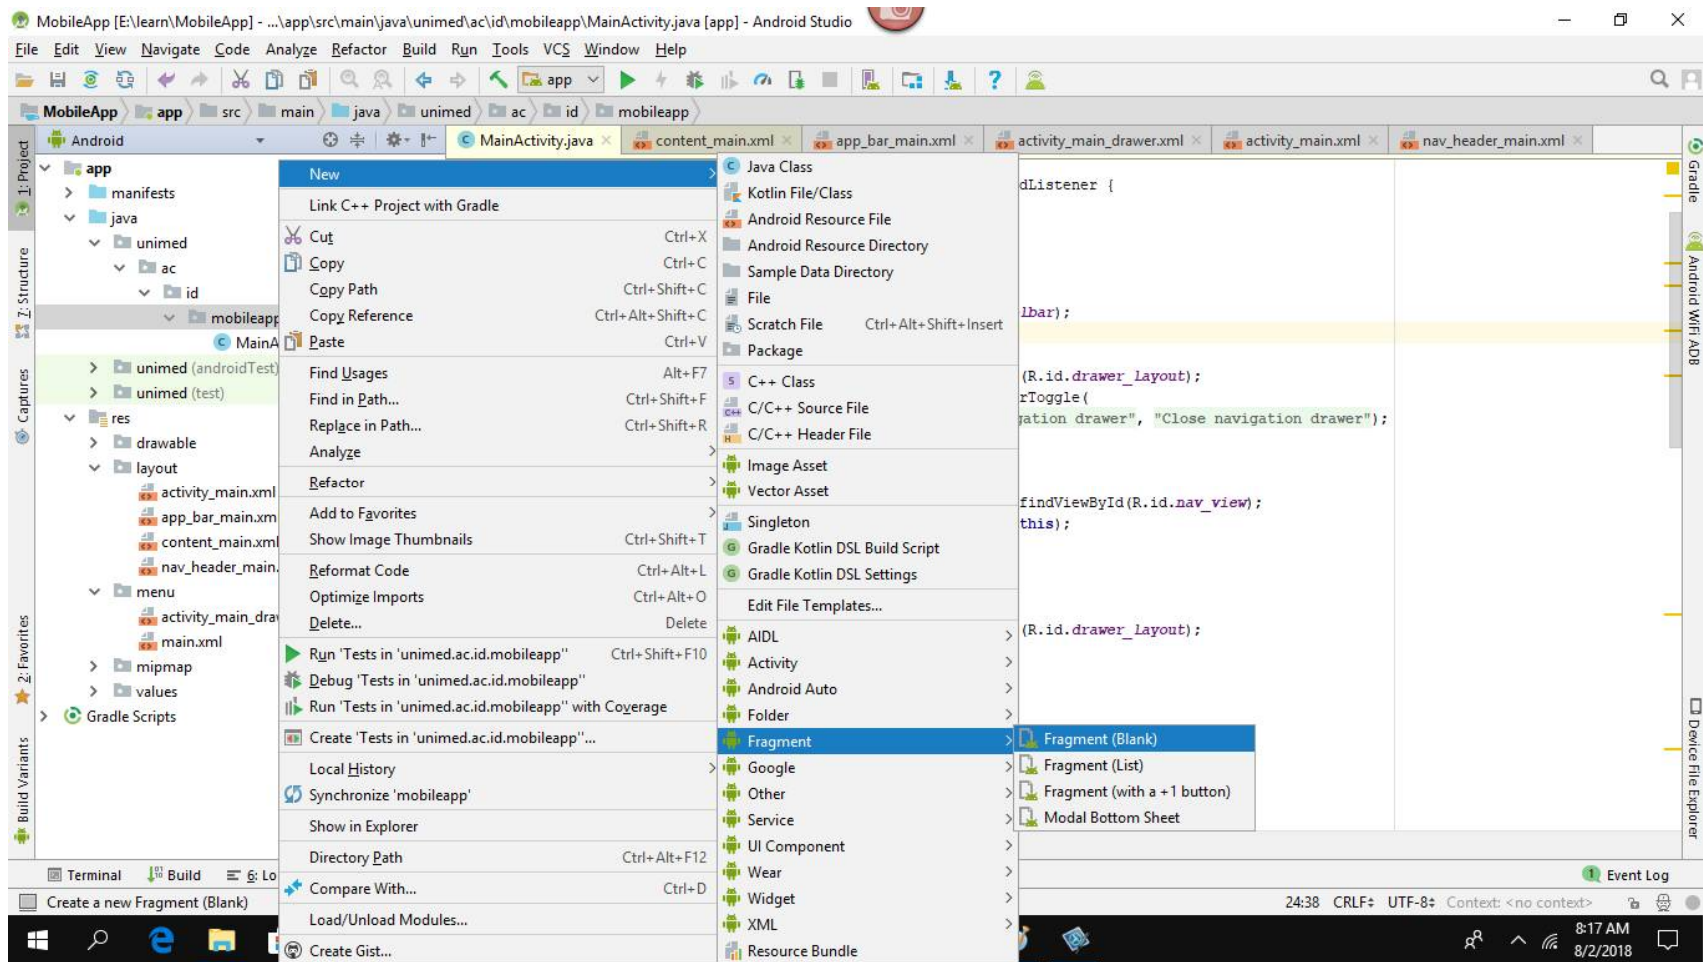 MobileApp [E:\learn\MobileApp] - ...\app\src\main\java\unimed\ac\id\mobileapp\MainActivity.java [app] - Android Studio
File Edit View Navigate Code Analyze Refactor Build Run Tools VCS Window Help
app
MobileApp app src main java unimed ac id mobileapp
Android
MainActivity.java content_main.xml app_bar_main.xml activity_main_drawer.xml activity_main.xml nav_header_main.xml
1: Project
7: Structure
Captures
2: Favorites
Build Variants
app
manifests
java
unimed
ac
id
mobileapp
MainA
unimed (androidTest)
unimed (test)
res
drawable
layout
activity_main.xml
app_bar_main.xm
content_main.xml
nav_header_main.
menu
activity_main_dra
main.xml
mipmap
values
Gradle Scripts
New
Link C++ Project with Gradle
Cut Ctrl+X
Copy Ctrl+C
Copy Path Ctrl+Shift+C
Copy Reference Ctrl+Alt+Shift+C
Paste Ctrl+V
Find Usages Alt+F7
Find in Path... Ctrl+Shift+F
Replace in Path... Ctrl+Shift+R
Analyze
Refactor
Add to Favorites
Show Image Thumbnails Ctrl+Shift+T
Reformat Code Ctrl+Alt+L
Optimize Imports Ctrl+Alt+O
Delete... Delete
Run 'Tests in 'unimed.ac.id.mobileapp'' Ctrl+Shift+F10
Debug 'Tests in 'unimed.ac.id.mobileapp''
Run 'Tests in 'unimed.ac.id.mobileapp'' with Coverage
Create 'Tests in 'unimed.ac.id.mobileapp''...
Local History
Synchronize 'mobileapp'
Show in Explorer
Directory Path Ctrl+Alt+F12
Compare With... Ctrl+D
Load/Unload Modules...
Create Gist...
Java Class
Kotlin File/Class
Android Resource File
Android Resource Directory
Sample Data Directory
File
Scratch File Ctrl+Alt+Shift+Insert
Package
C++ Class
C/C++ Source File
C/C++ Header File
Image Asset
Vector Asset
Singleton
Gradle Kotlin DSL Build Script
Gradle Kotlin DSL Settings
Edit File Templates...
AIDL
Activity
Android Auto
Folder
Fragment
Google
Other
Service
UI Component
Wear
Widget
XML
Resource Bundle
Fragment (Blank)
Fragment (List)
Fragment (with a +1 button)
Modal Bottom Sheet
dListener {
lbar);
(R.id.drawer_layout);
rToggle(
gation drawer", "Close navigation drawer");
findViewById(R.id.nav_view);
this);
(R.id.drawer_layout);
Gradle
Android WiFi ADB
Device File Explorer
Terminal Build 6: Lo
1 Event Log
Create a new Fragment (Blank)
24:38 CRLF UTF-8 Context: <no context>
8:17 AM
8/2/2018